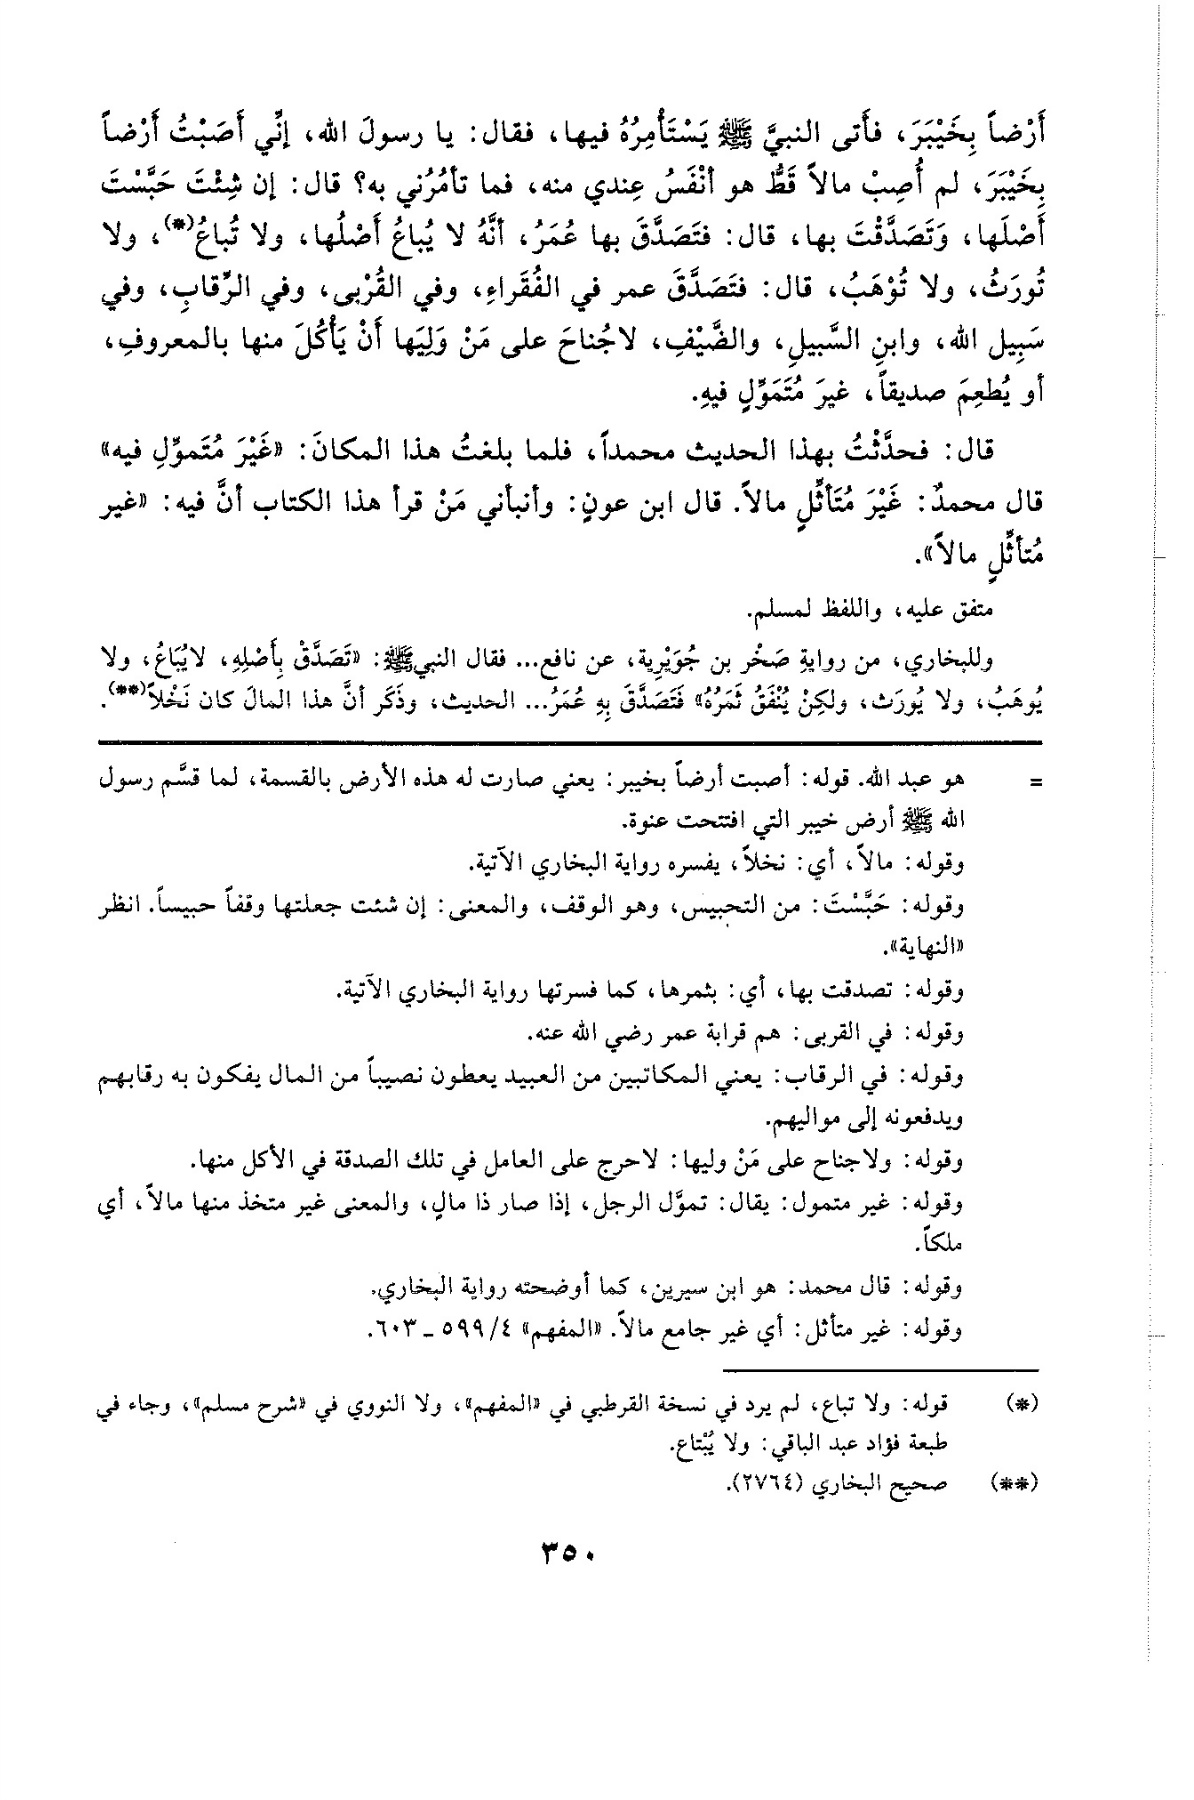 أَرْضاً بِخَيْبَرَ، فأَتى النبيَّ ﷺ يَسْتَأْمِرُهُ فيها، فقال: يا رسولَ الله، إنِّي أَصَبْتُ أَرْضاً
بِخَيْبَرَ، لم أُصِبْ مالاً قَطُّ هو أنْفَسُ عِندي منه، فما تأمُرُني به؟ قال: إن شِئْتَ حَبَّسْتَ
أَصْلَها، وَتَصَدَّقْتَ بها، قال: فتَصَدَّقَ بها عُمَرُ، أنَّهُ لا يُباعُ أَصْلُها، ولا تُباعُ(*)، ولا
تُورَثُ، ولا تُوْهَبُ، قال: فتَصَدَّقَ عمر في الفُقَراءِ، وفي القُرْبى، وفي الرِّقابِ، وفي
سَبِيل الله، وابنِ السَّبيلِ، والضَّيْفِ، لاجُناحَ على مَنْ وَلِيَها أَنْ يَأْكُلَ منها بالمعروفِ،
أو يُطعِمَ صديقاً، غيرَ مُتَمَوِّلٍ فيهِ.
قال: فحدَّثْتُ بهذا الحديث محمداً، فلما بلغتُ هذا المكانَ: «غَيْرَ مُتَموِّلِ فيه»
قال محمدٌ: غَيْرَ مُتَأثِّلٍ مالاً. قال ابن عونٍ: وأنبأني مَنْ قرأ هذا الكتاب أنَّ فيه: «غير
مُتأثِّلٍ مالاً».
متفق عليه، واللفظ لمسلم.
وللبخاري، من روايةِ صَخْر بن جُوَيْرِية، عن نافع... فقال النبي ﷺ: «تَصَدَّقْ بِأَصْلِهِ، لايُبَاعُ، ولا
يُوهَبُ، ولا يُورَث، ولكِنْ يُنْفَقُ ثَمَرُهُ» فَتَصَدَّقَ بِهِ عُمَرُ... الحديث، وذَكَر أنَّ هذا المالَ كان نَخْلاً(**).
= هو عبد الله. قوله: أصبت أرضاً بخيبر: يعني صارت له هذه الأرض بالقسمة، لما قسَّم رسول
الله ﷺ أرض خيبر التي افتتحت عنوة.
وقوله: مالاً، أي: نخلاً، يفسره رواية البخاري الآتية.
وقوله: حَبَّسْتَ: من التحبيس، وهو الوقف، والمعنى: إن شئت جعلتها وقفاً حبيساً. انظر
«النهاية».
وقوله: تصدقت بها، أي: بثمرها، كما فسرتها رواية البخاري الآتية.
وقوله: في القربى: هم قرابة عمر رضي الله عنه.
وقوله: في الرقاب: يعني المكاتبين من العبيد يعطون نصيباً من المال يفكون به رقابهم
ويدفعونه إلى مواليهم.
وقوله: ولاجناح على مَنْ وليها: لاحرج على العامل في تلك الصدقة في الأكل منها.
وقوله: غير متمول: يقال: تموَّل الرجل، إذا صار ذا مالٍ، والمعنى غير متخذ منها مالاً، أي
ملكاً.
وقوله: قال محمد: هو ابن سيرين، كما أوضحته رواية البخاري.
وقوله: غير متأثل: أي غير جامع مالاً. «المفهم» ٤/ ٥٩٩ ـ ٦٠٣.
(*) قوله: ولا تباع، لم يرد في نسخة القرطبي في «المفهم»، ولا النووي في «شرح مسلم»، وجاء في
طبعة فؤاد عبد الباقي: ولا يُبْتاع.
(**) صحيح البخاري (٢٧٦٤).
٣٥٠